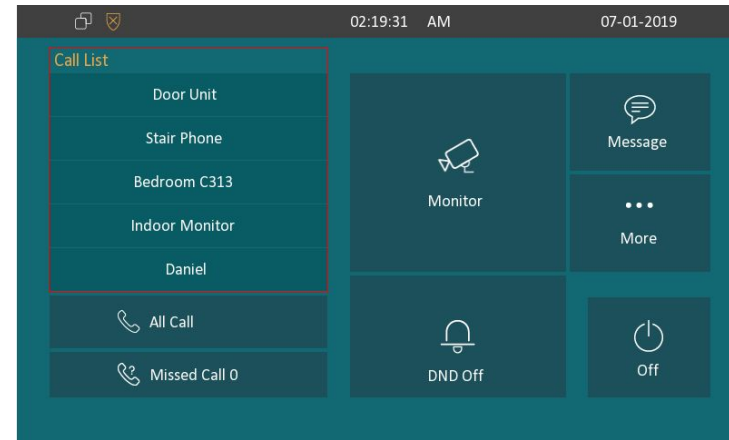 02:19:31 AM 07-01-2019
Call List
Door Unit
Stair Phone
Bedroom C313
Indoor Monitor
Daniel
All Call
Missed Call 0
Monitor
Message
More
DND Off
Off